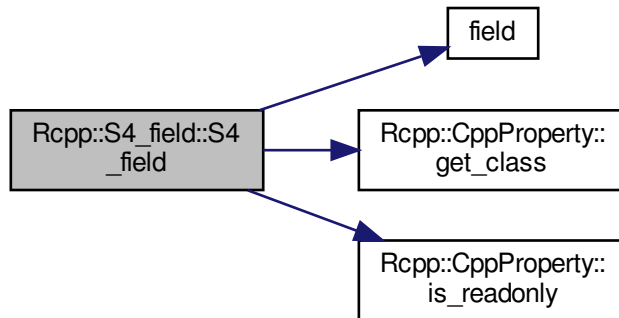 field
Rcpp::S4_field::S4
_field
Rcpp::CppProperty::
get_class
Rcpp::CppProperty::
is_readonly